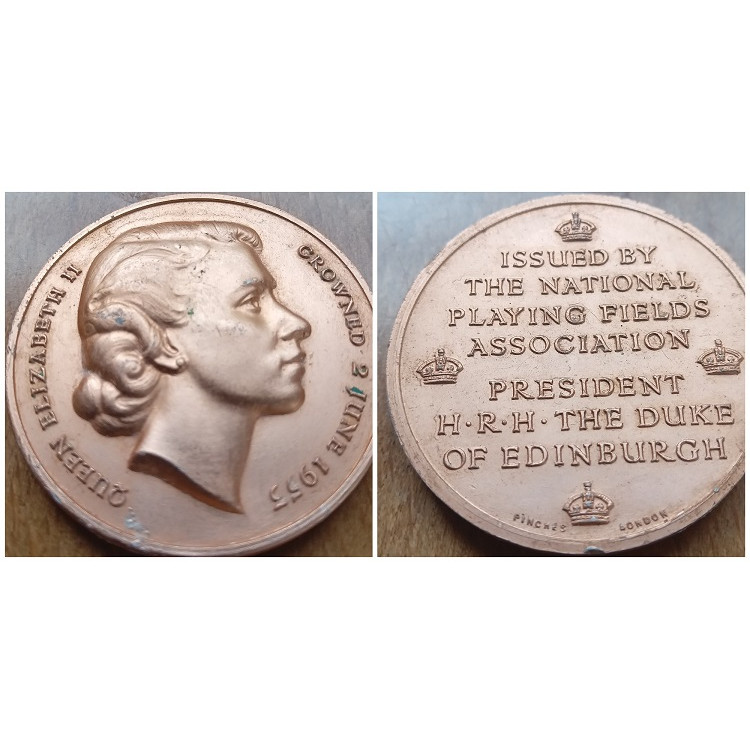 QUEEN ELIZABETH II
CROWNED · 2 JUNE 1953
ISSUED BY
THE NATIONAL
PLAYING FIELDS
ASSOCIATION
PRESIDENT
H·R·H·THE DUKE
OF EDINBURGH
PINCHES LONDON